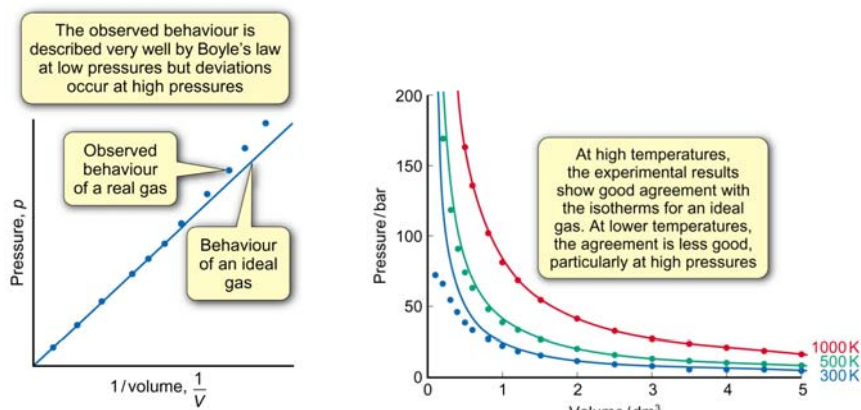 The observed behaviour is
described very well by Boyle's law
at low pressures but deviations
occur at high pressures
Observed
behaviour
of a real gas
Behaviour
of an ideal
gas
Pressure, p
1/volume, 1/V
Pressure/bar
200
150
100
50
0
At high temperatures,
the experimental results
show good agreement with
the isotherms for an ideal
gas. At lower temperatures,
the agreement is less good,
particularly at high pressures
1000 K
500 K
300 K
0 1 2 3 4 5
Volume/dm³